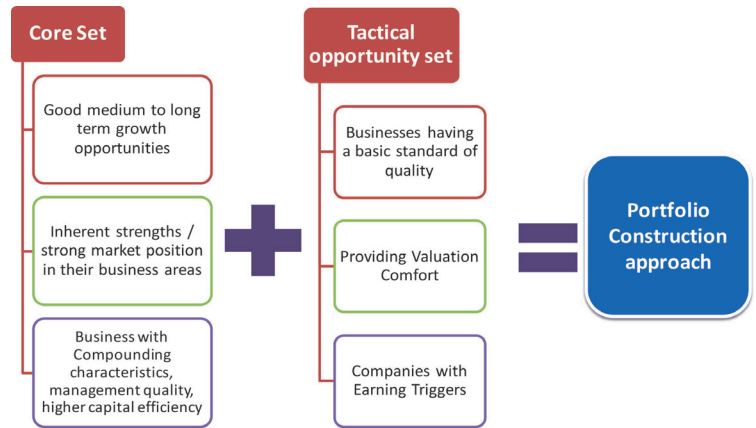 Core Set
Good medium to long
term growth
opportunities
Inherent strengths /
strong market position
in their business areas
Business with
Compounding
characteristics,
management quality,
higher capital efficiency
Tactical
opportunity set
Businesses having
a basic standard of
quality
Providing Valuation
Comfort
Companies with
Earning Triggers
Portfolio
Construction
approach